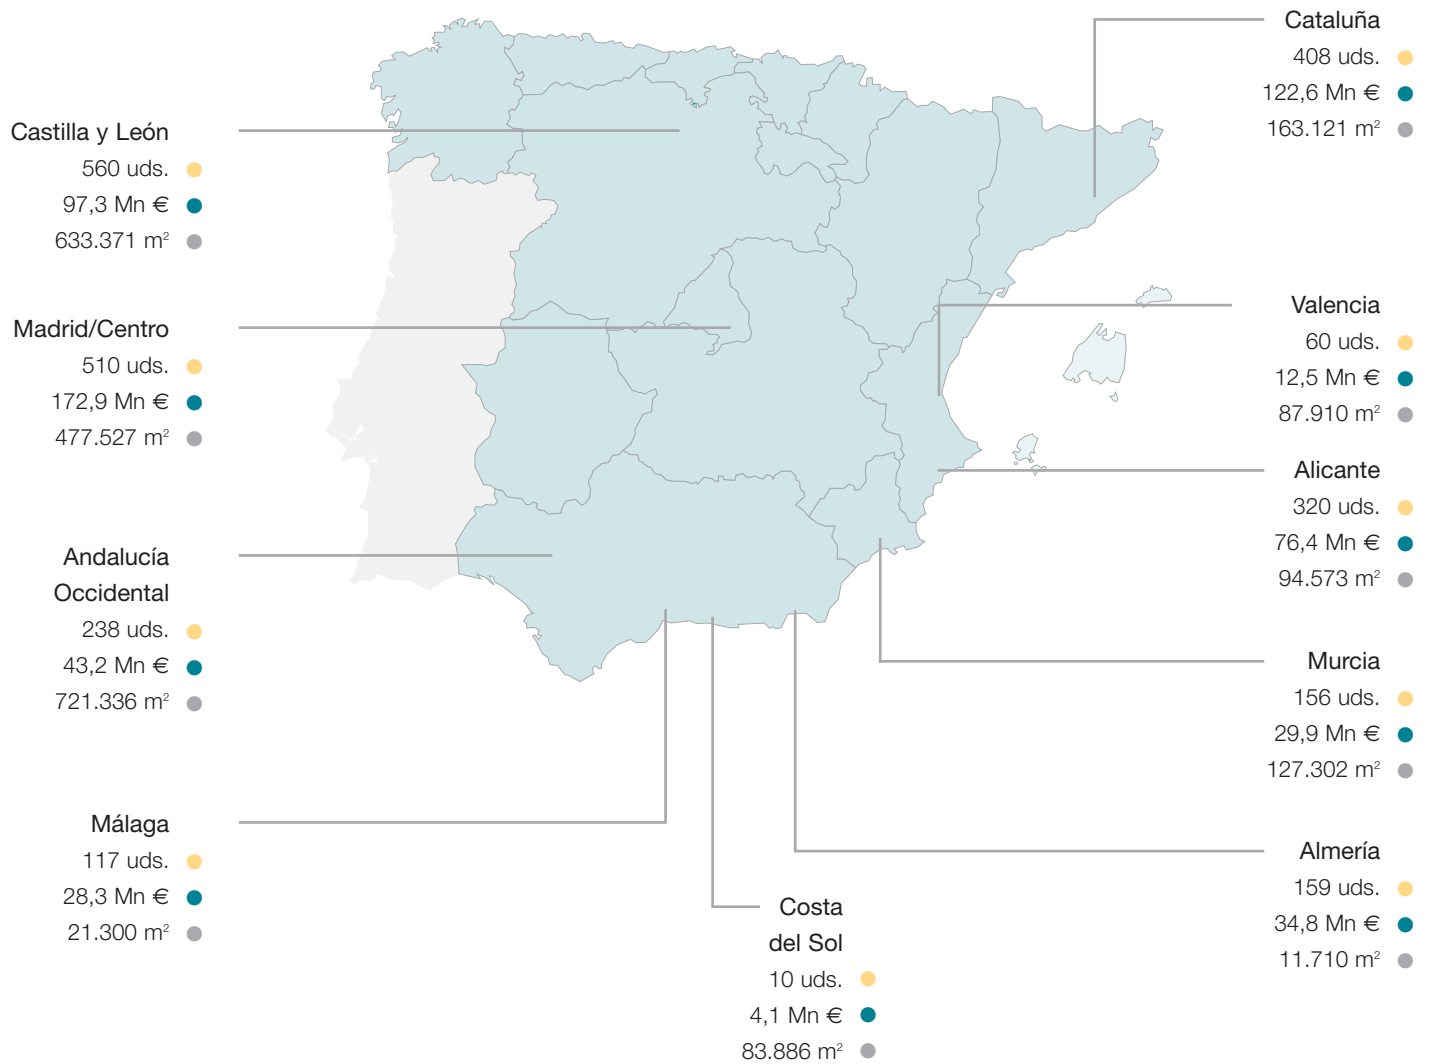 Castilla y León
560 uds.
97,3 Mn €
633.371 m²
Madrid/Centro
510 uds.
172,9 Mn €
477.527 m²
Andalucía
Occidental
238 uds.
43,2 Mn €
721.336 m²
Málaga
117 uds.
28,3 Mn €
21.300 m²
Costa
del Sol
10 uds.
4,1 Mn €
83.886 m²
Cataluña
408 uds.
122,6 Mn €
163.121 m²
Valencia
60 uds.
12,5 Mn €
87.910 m²
Alicante
320 uds.
76,4 Mn €
94.573 m²
Murcia
156 uds.
29,9 Mn €
127.302 m²
Almería
159 uds.
34,8 Mn €
11.710 m²